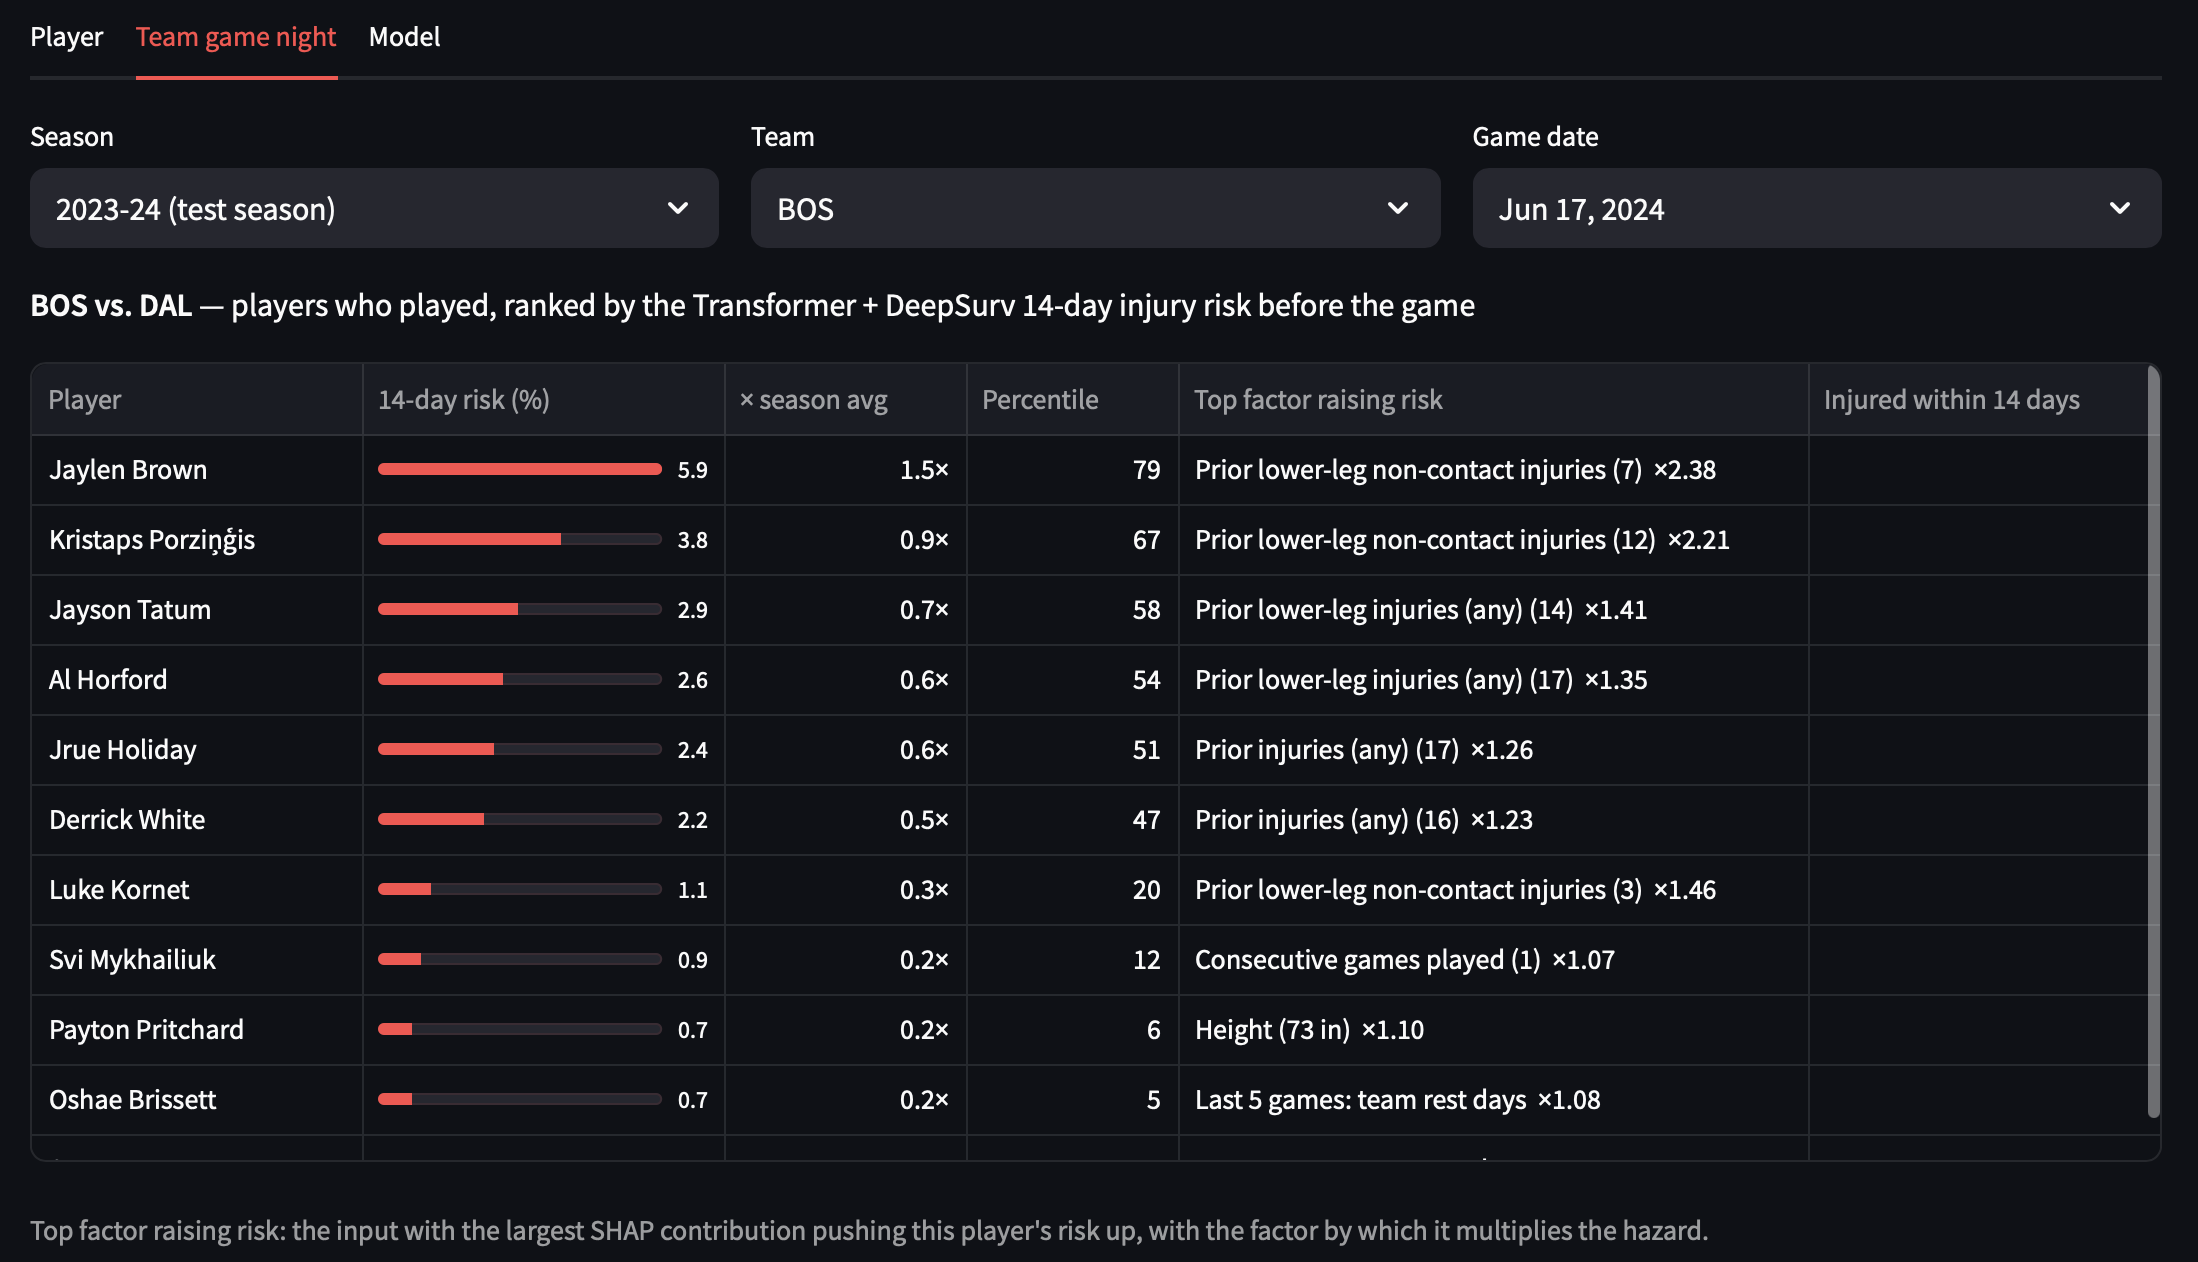 Player Team game night Model
Season Team Game date
2023-24 (test season) BOS Jun 17, 2024
BOS vs. DAL — players who played, ranked by the Transformer + DeepSurv 14-day injury risk before the game
Player 14-day risk (%) × season avg Percentile Top factor raising risk Injured within 14 days
Jaylen Brown 5.9 1.5× 79 Prior lower-leg non-contact injuries (7) ×2.38
Kristaps Porziņģis 3.8 0.9× 67 Prior lower-leg non-contact injuries (12) ×2.21
Jayson Tatum 2.9 0.7× 58 Prior lower-leg injuries (any) (14) ×1.41
Al Horford 2.6 0.6× 54 Prior lower-leg injuries (any) (17) ×1.35
Jrue Holiday 2.4 0.6× 51 Prior injuries (any) (17) ×1.26
Derrick White 2.2 0.5× 47 Prior injuries (any) (16) ×1.23
Luke Kornet 1.1 0.3× 20 Prior lower-leg non-contact injuries (3) ×1.46
Svi Mykhailiuk 0.9 0.2× 12 Consecutive games played (1) ×1.07
Payton Pritchard 0.7 0.2× 6 Height (73 in) ×1.10
Oshae Brissett 0.7 0.2× 5 Last 5 games: team rest days ×1.08
Top factor raising risk: the input with the largest SHAP contribution pushing this player's risk up, with the factor by which it multiplies the hazard.